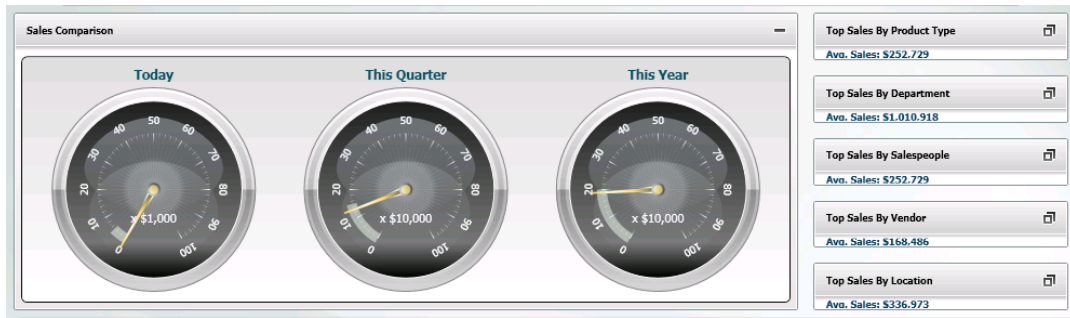 Sales Comparison
Today
This Quarter
This Year
0 10 20 30 40 50 60 70 80 90 100
x $1,000
0 10 20 30 40 50 60 70 80 90 100
x $10,000
0 10 20 30 40 50 60 70 80 90 100
x $10,000
Top Sales By Product Type
Avg. Sales: $252,729
Top Sales By Department
Avg. Sales: $1,010,918
Top Sales By Salespeople
Avg. Sales: $252,729
Top Sales By Vendor
Avg. Sales: $168,486
Top Sales By Location
Avg. Sales: $336,973